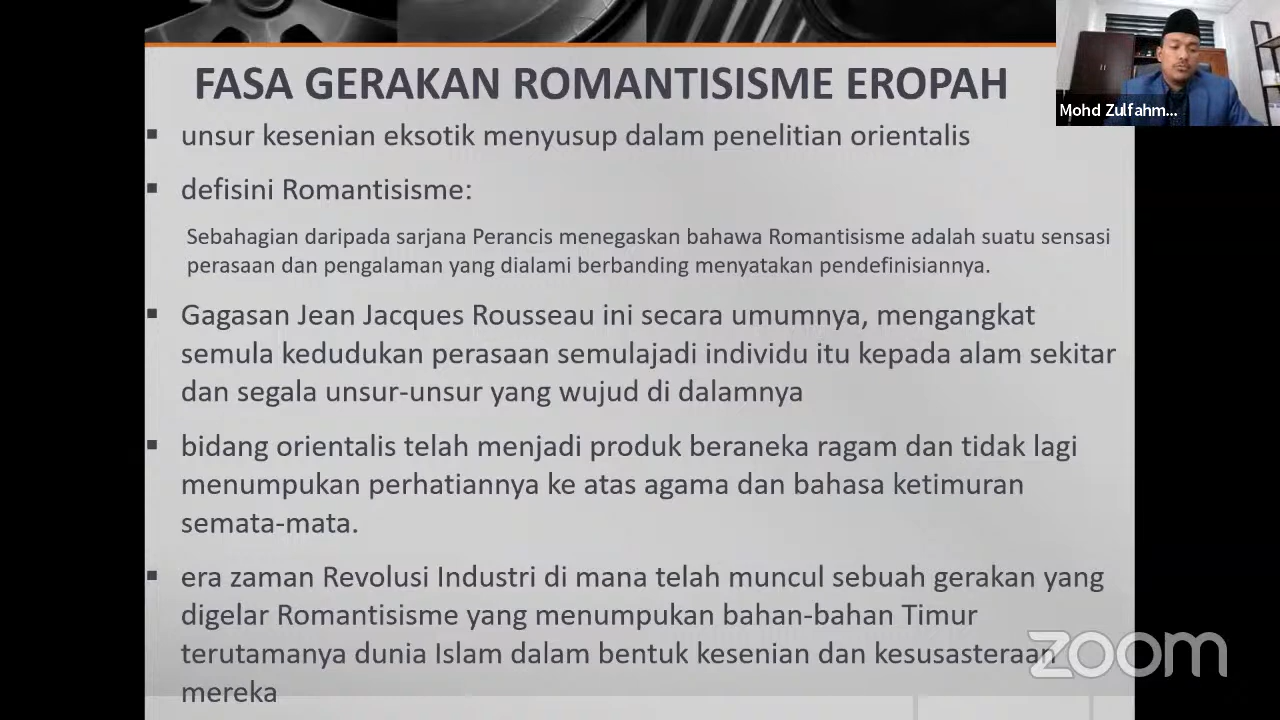 FASA GERAKAN ROMANTISISME EROPAH
Mohd Zulfahm...
▪ unsur kesenian eksotik menyusup dalam penelitian orientalis
▪ defisini Romantisisme:
Sebahagian daripada sarjana Perancis menegaskan bahawa Romantisisme adalah suatu sensasi
perasaan dan pengalaman yang dialami berbanding menyatakan pendefinisiannya.
▪ Gagasan Jean Jacques Rousseau ini secara umumnya, mengangkat
semula kedudukan perasaan semulajadi individu itu kepada alam sekitar
dan segala unsur-unsur yang wujud di dalamnya
▪ bidang orientalis telah menjadi produk beraneka ragam dan tidak lagi
menumpukan perhatiannya ke atas agama dan bahasa ketimuran
semata-mata.
▪ era zaman Revolusi Industri di mana telah muncul sebuah gerakan yang
digelar Romantisisme yang menumpukan bahan-bahan Timur
terutamanya dunia Islam dalam bentuk kesenian dan kesusasteraan
mereka
zoom